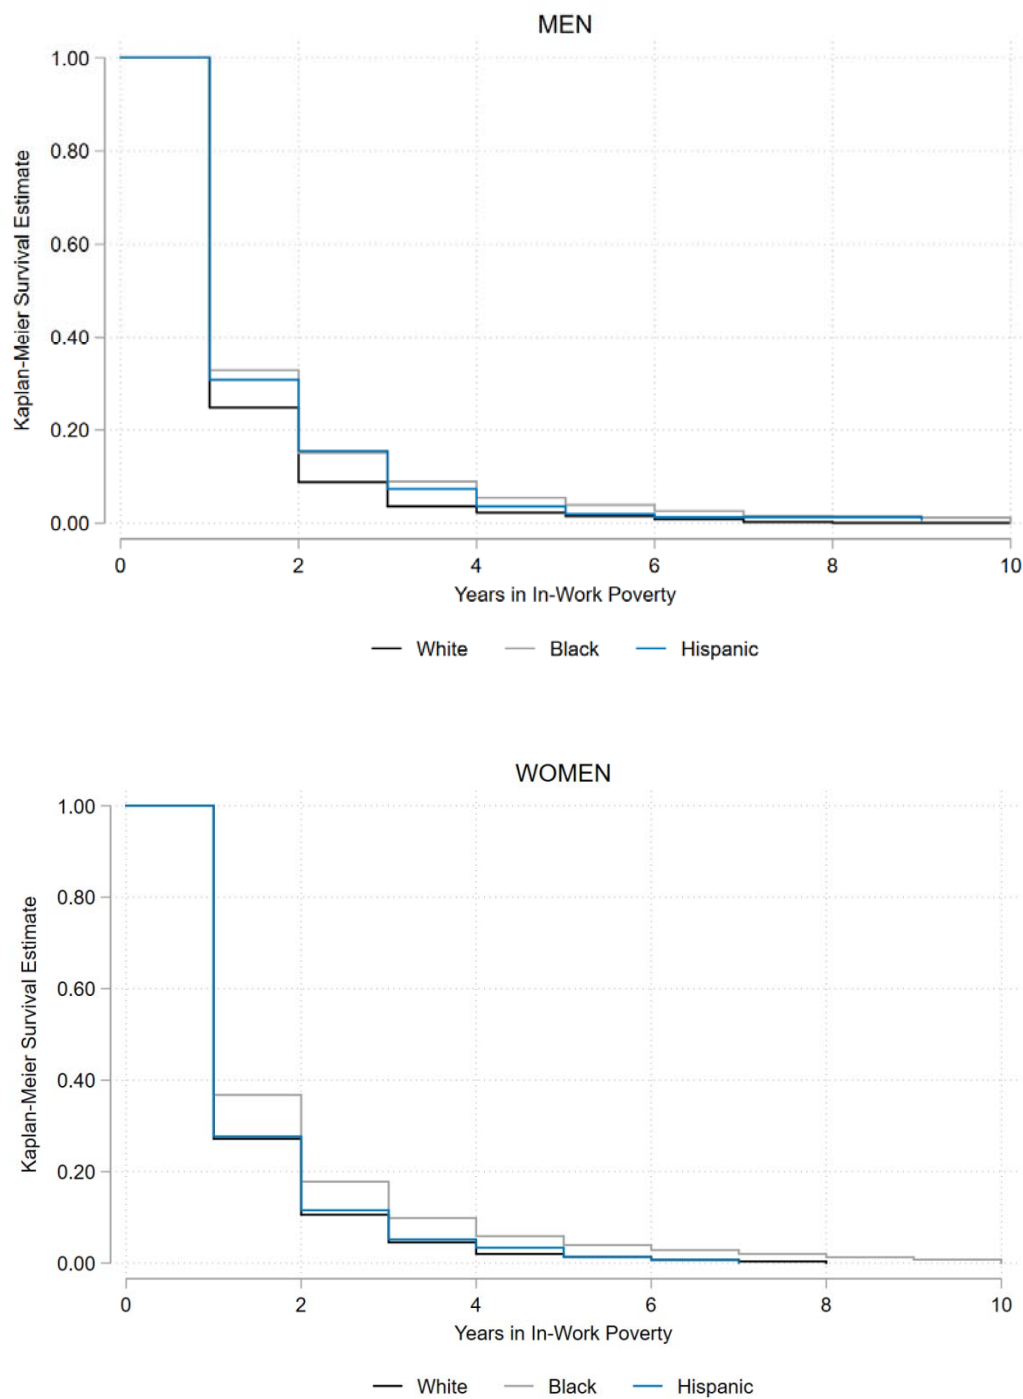 MEN
Kaplan-Meier Survival Estimate
1.00
0.80
0.60
0.40
0.20
0.00
0 2 4 6 8 10
Years in In-Work Poverty
White Black Hispanic
WOMEN
Kaplan-Meier Survival Estimate
1.00
0.80
0.60
0.40
0.20
0.00
0 2 4 6 8 10
Years in In-Work Poverty
White Black Hispanic